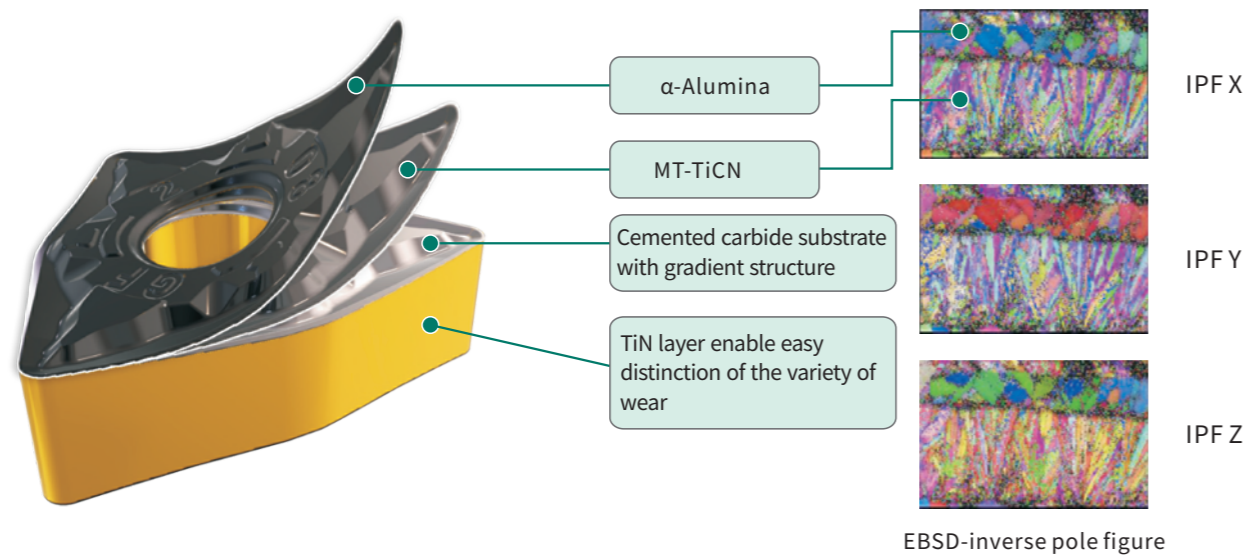 α-Alumina
MT-TiCN
Cemented carbide substrate
with gradient structure
TiN layer enable easy
distinction of the variety of
wear
IPF X
IPF Y
IPF Z
EBSD-inverse pole figure